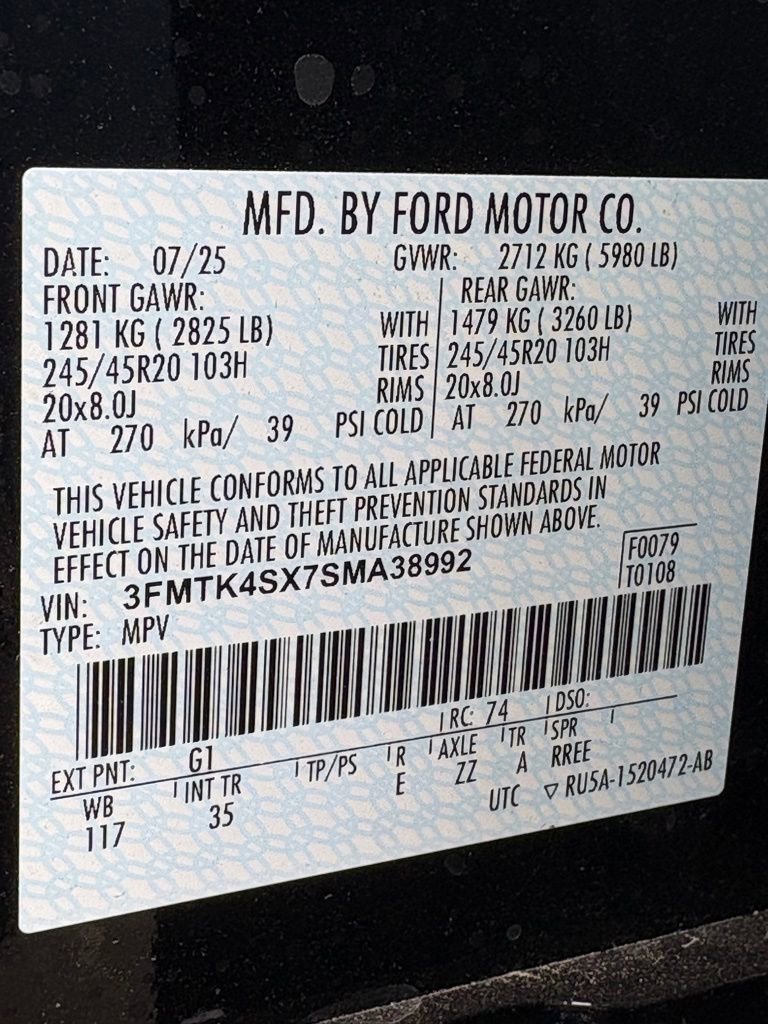 MFD. BY FORD MOTOR CO.
DATE: 07/25 GVWR: 2712 KG ( 5980 LB)
FRONT GAWR: REAR GAWR:
1281 KG ( 2825 LB) WITH 1479 KG ( 3260 LB) WITH
245/45R20 103H TIRES 245/45R20 103H TIRES
20x8.0J RIMS 20x8.0J RIMS
AT 270 kPa/ 39 PSI COLD AT 270 kPa/ 39 PSI COLD
THIS VEHICLE CONFORMS TO ALL APPLICABLE FEDERAL MOTOR
VEHICLE SAFETY AND THEFT PREVENTION STANDARDS IN
EFFECT ON THE DATE OF MANUFACTURE SHOWN ABOVE.
VIN: 3FMTK4SX7SMA38992 F0079
TYPE: MPV T0108
EXT PNT: G1 RC: 74 DSO:
WB INT TR TP/PS R AXLE TR SPR
117 35 E ZZ A RREE
UTC ▽ RU5A-1520472-AB